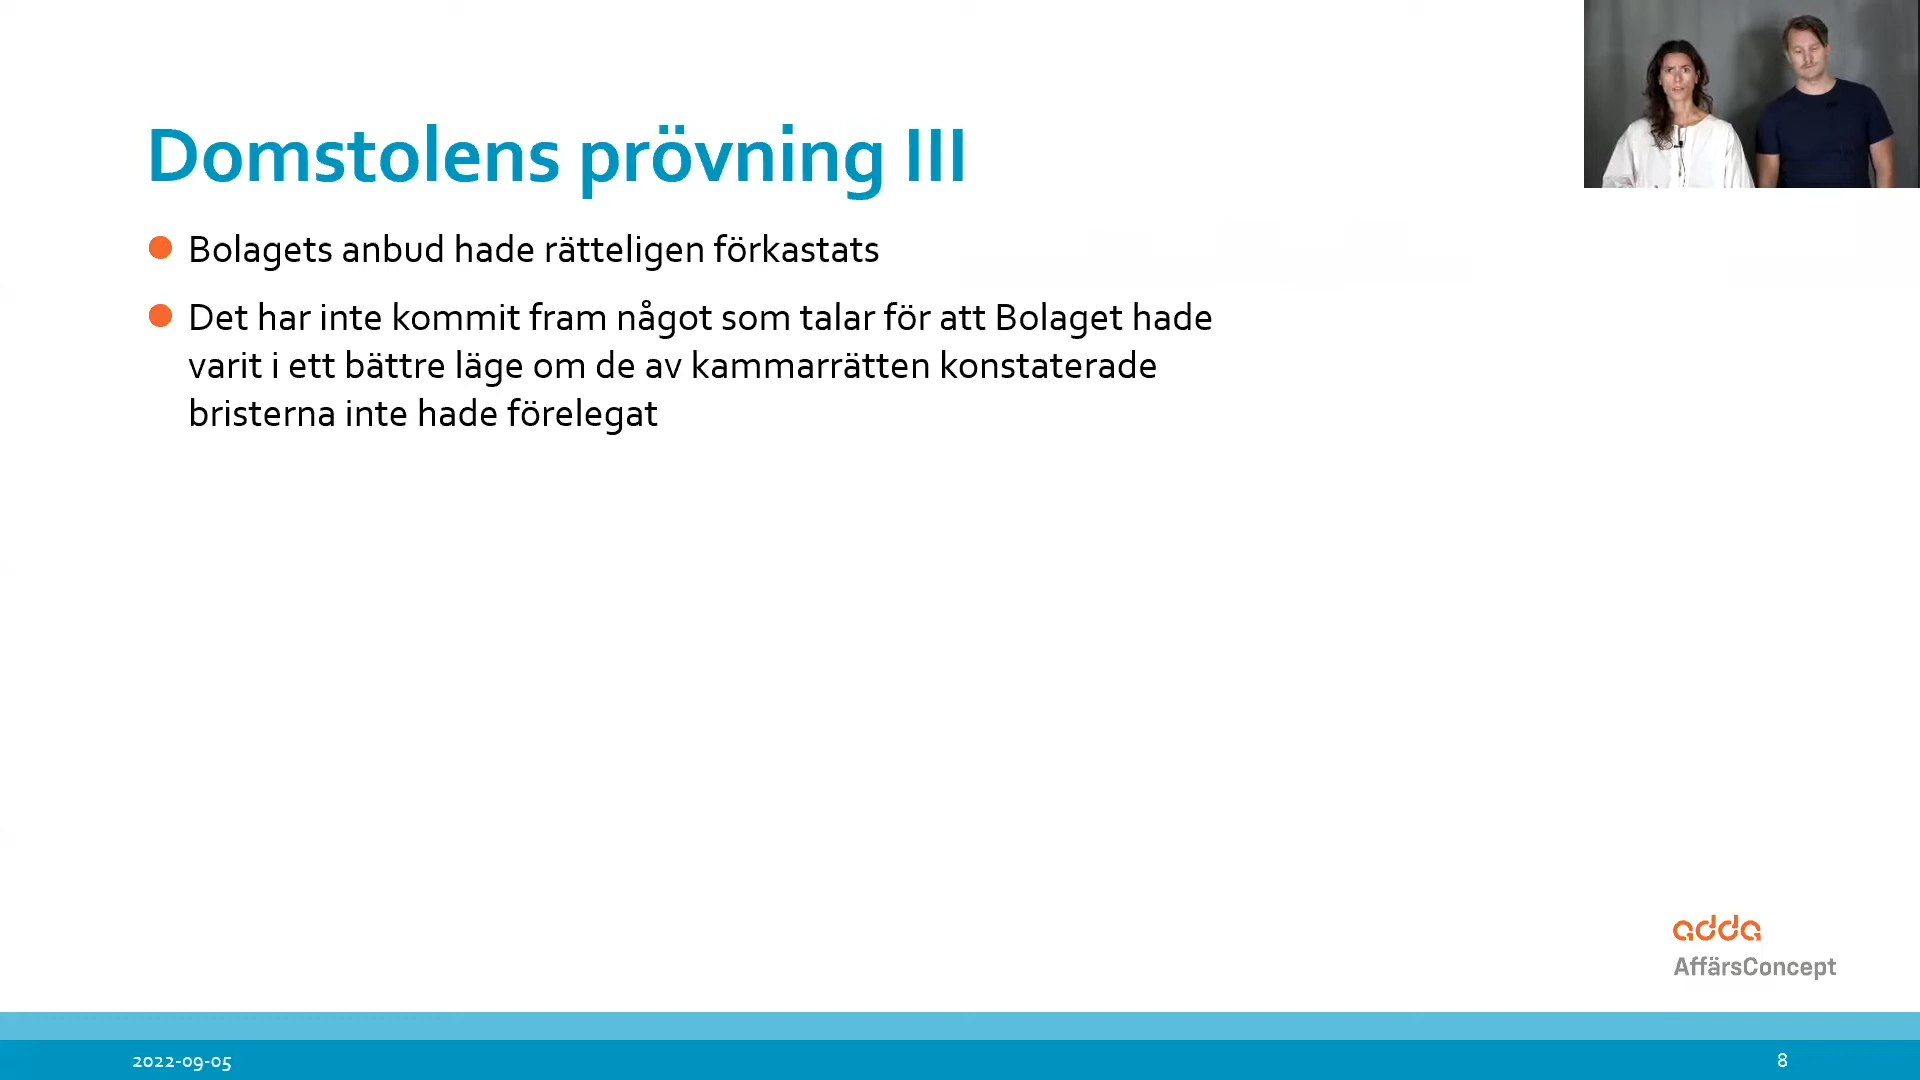 Domstolens prövning III
Bolagets anbud hade rätteligen förkastats
Det har inte kommit fram något som talar för att Bolaget hade
varit i ett bättre läge om de av kammarrätten konstaterade
bristerna inte hade förelegat
adda
AffärsConcept
2022-09-05
8